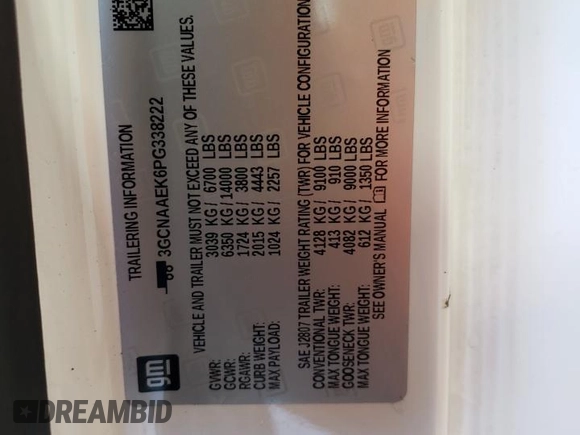 TRAILERING INFORMATION
3GCNAAEK6PG338222
VEHICLE AND TRAILER MUST NOT EXCEED ANY OF THESE VALUES.
GVWR: 3039 KG / 6700 LBS
GCWR: 6350 KG / 14000 LBS
RGAWR: 1724 KG / 3800 LBS
CURB WEIGHT: 2015 KG / 4443 LBS
MAX PAYLOAD: 1024 KG / 2257 LBS
SAE J2807 TRAILER WEIGHT RATING (TWR) FOR VEHICLE CONFIGURATION
CONVENTIONAL TWR: 4128 KG / 9100 LBS
MAX TONGUE WEIGHT: 413 KG / 910 LBS
GOOSENECK TWR: 4082 KG / 9000 LBS
MAX TONGUE WEIGHT: 612 KG / 1350 LBS
SEE OWNER'S MANUAL FOR MORE INFORMATION
gm
DREAMBID